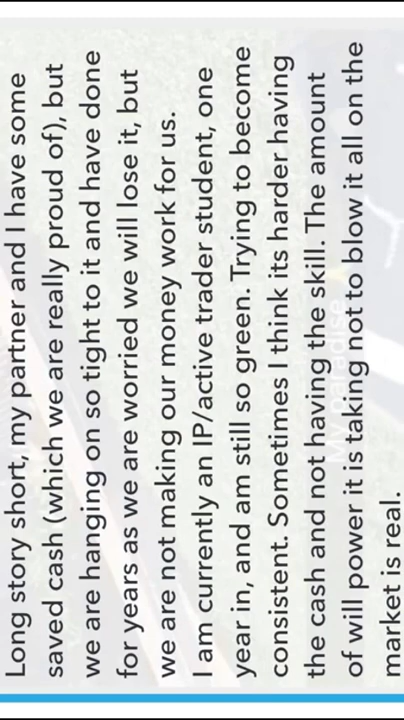 Long story short, my partner and I have some
saved cash (which we are really proud of), but
we are hanging on so tight to it and have done
for years as we are worried we will lose it, but
we are not making our money work for us.
I am currently an IP/active trader student, one
year in, and am still so green. Trying to become
consistent. Sometimes I think its harder having
the cash and not having the skill. The amount
of will power it is taking not to blow it all on the
market is real.
My paradise